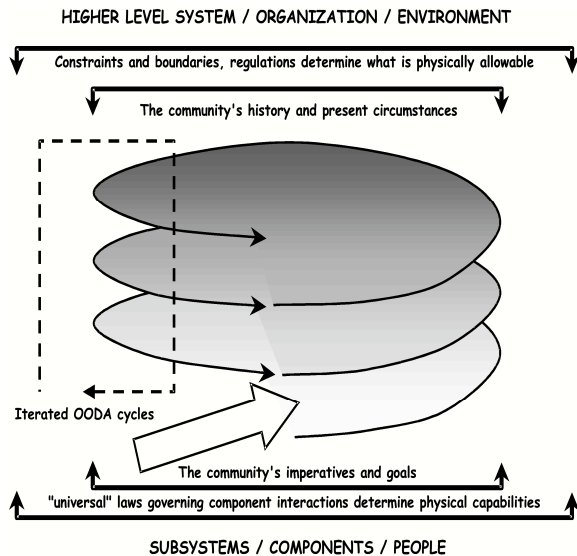 HIGHER LEVEL SYSTEM / ORGANIZATION / ENVIRONMENT
Constraints and boundaries, regulations determine what is physically allowable
The community's history and present circumstances
Iterated OODA cycles
The community's imperatives and goals
"universal" laws governing component interactions determine physical capabilities
SUBSYSTEMS / COMPONENTS / PEOPLE